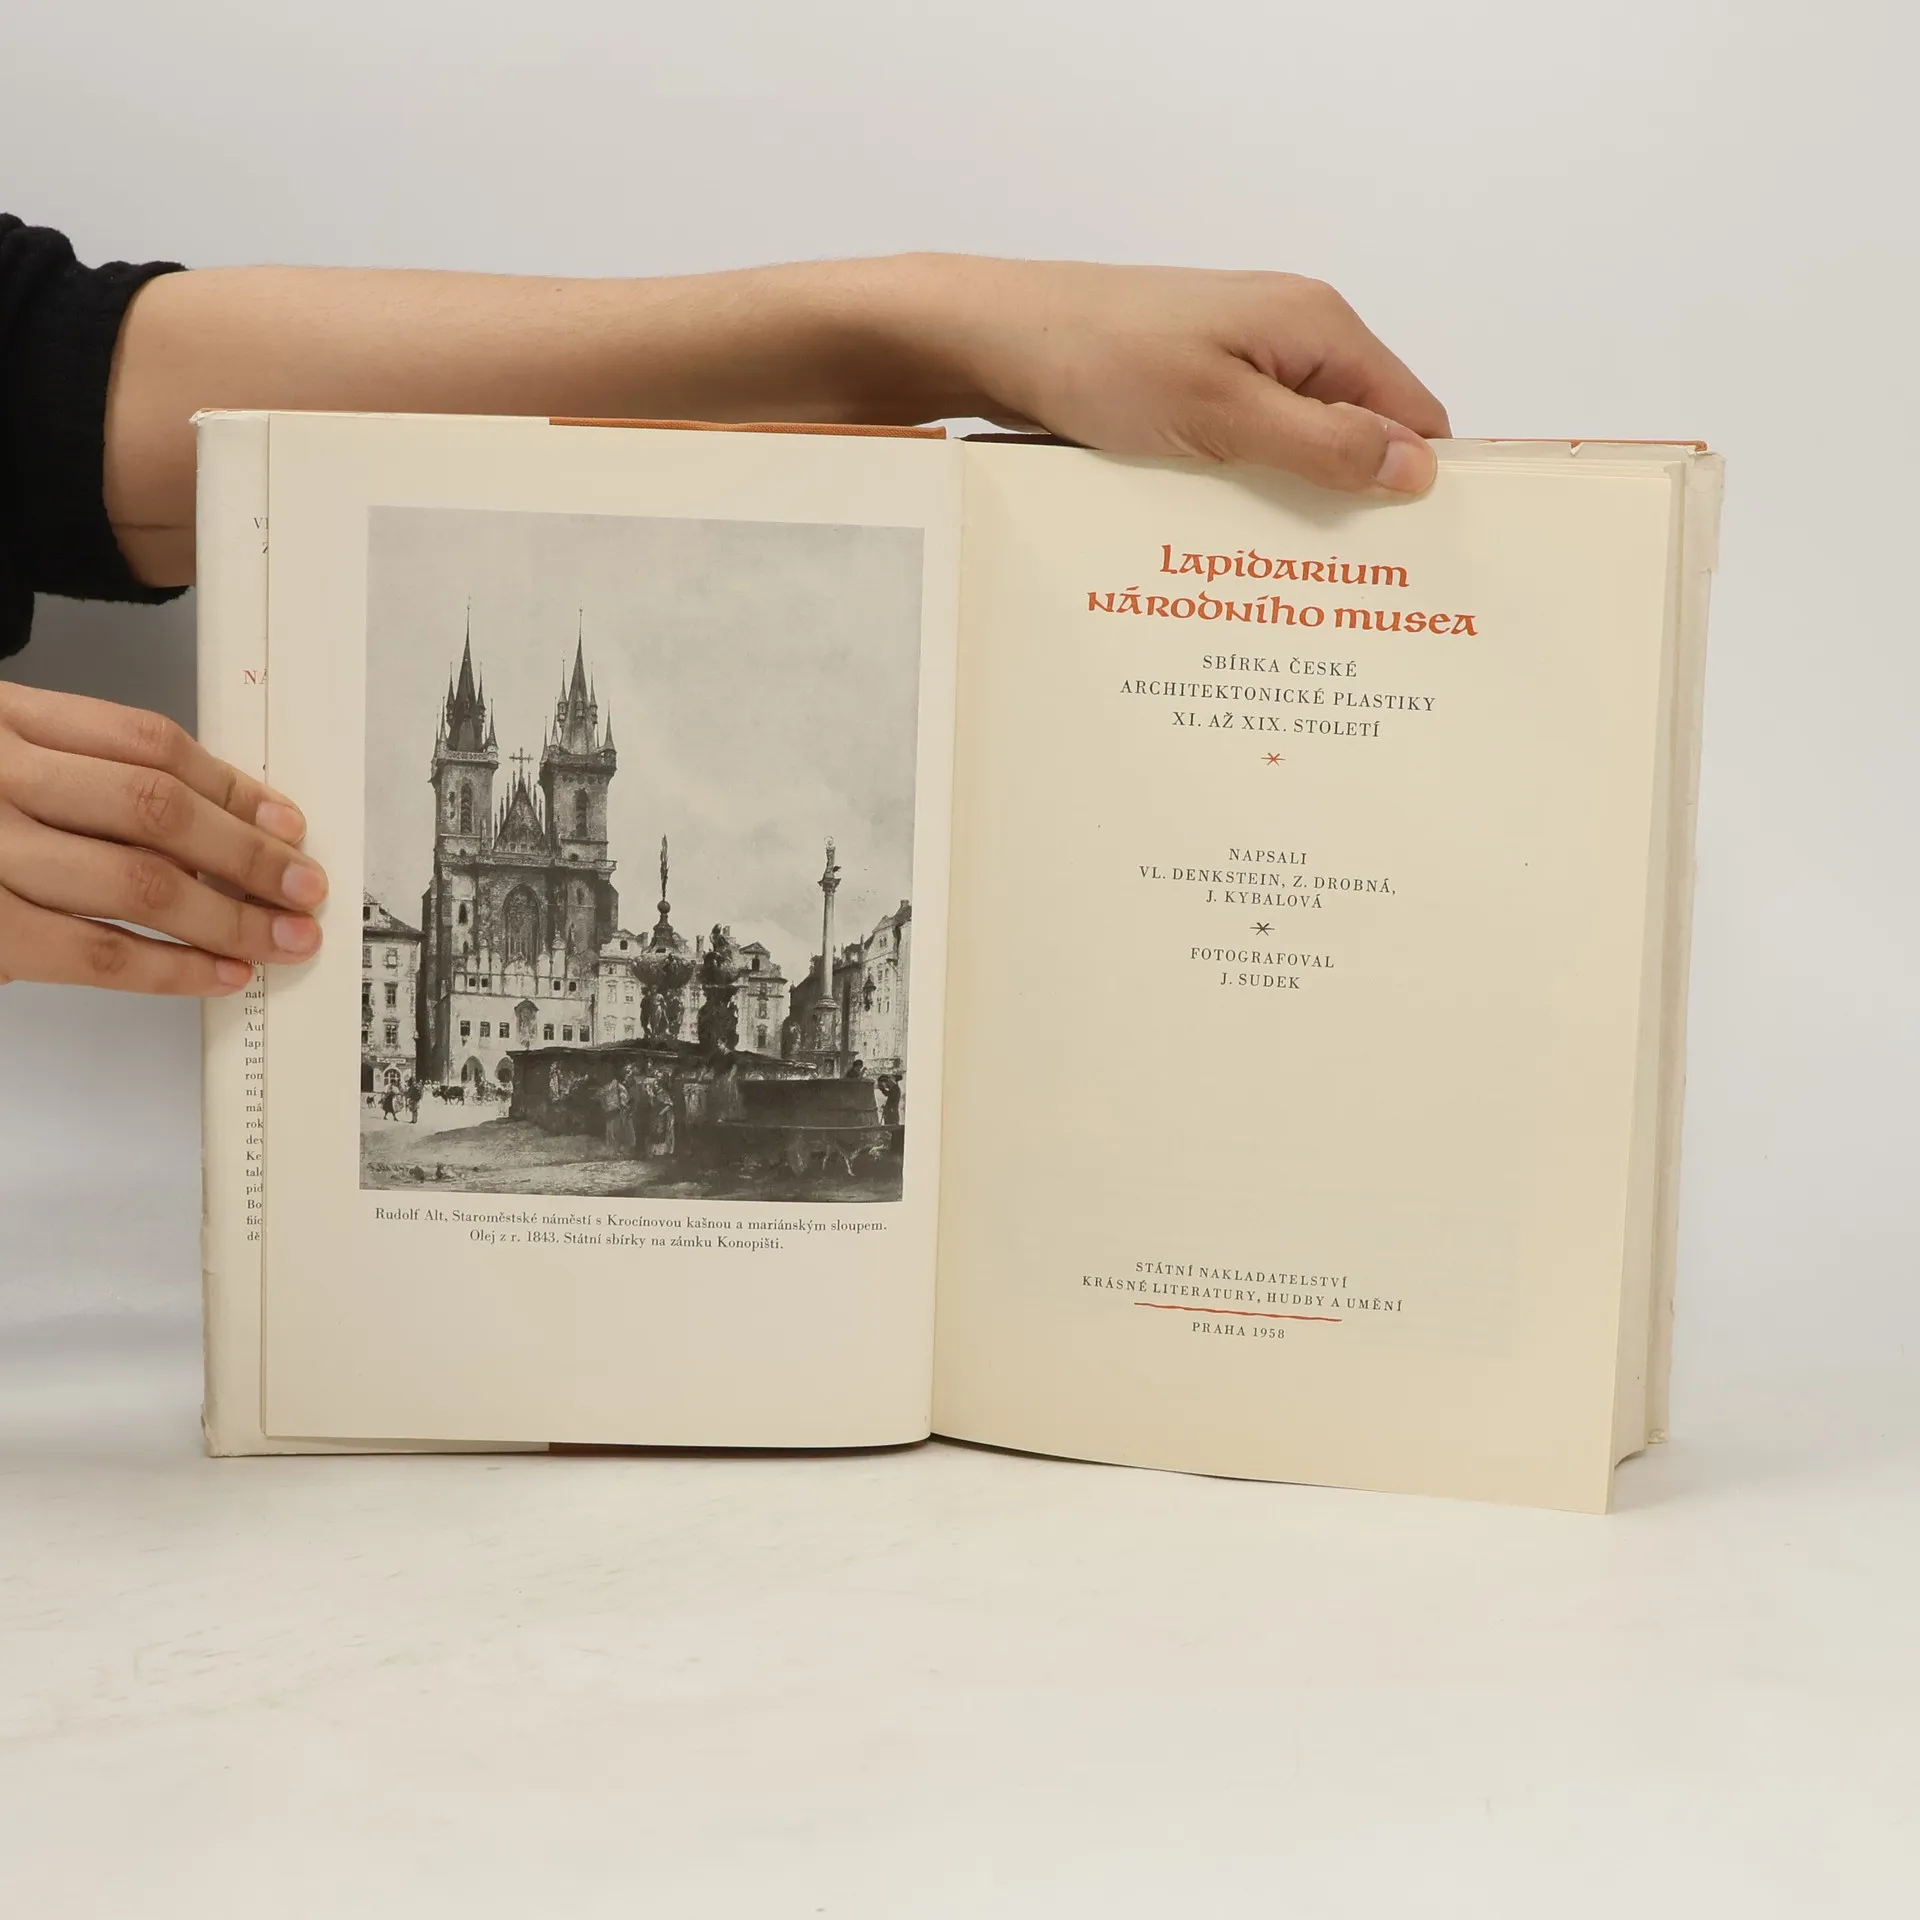 Rudolf Alt, Staroměstské náměstí s Krocínovou kašnou a mariánským sloupem.
Olej z r. 1843. Státní sbírky na zámku Konopišti.
Lapidarium
národního musea
SBÍRKA ČESKÉ
ARCHITEKTONICKÉ PLASTIKY
XI. AŽ XIX. STOLETÍ
NAPSALI
VL. DENKSTEIN, Z. DROBNÁ,
J. KYBALOVÁ
FOTOGRAFOVAL
J. SUDEK
STÁTNÍ NAKLADATELSTVÍ
KRÁSNÉ LITERATURY, HUDBY A UMĚNÍ
PRAHA 1958